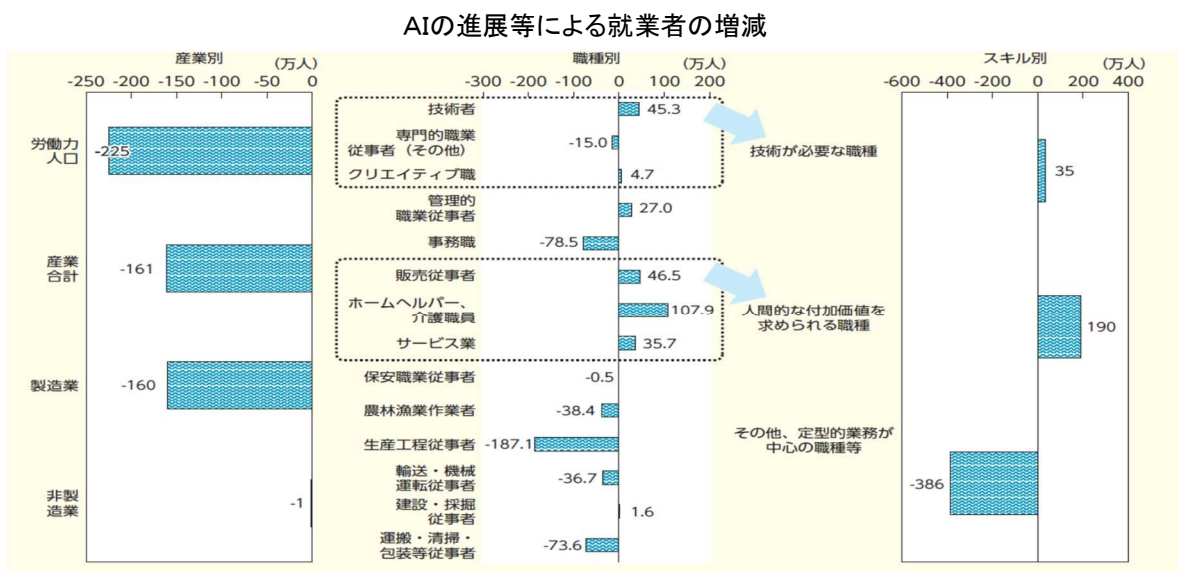 AIの進展等による就業者の増減
産業別
(万人)
-250 -200 -150 -100 -50 0
労働力
人口
-225
産業
合計
-161
製造業
-160
非製
造業
-1
職種別
(万人)
-300 -200 -100 0 100 200
技術者
45.3
専門的職業
従事者（その他）
-15.0
クリエイティブ職
4.7
管理的
職業従事者
27.0
事務職
-78.5
販売従事者
46.5
ホームヘルパー、
介護職員
107.9
サービス業
35.7
保安職業従事者
-0.5
農林漁業作業者
-38.4
生産工程従事者
-187.1
輸送・機械
運転従事者
-36.7
建設・採掘
従事者
1.6
運搬・清掃・
包装等従事者
-73.6
スキル別
(万人)
-600 -400 -200 0 200 400
技術が必要な職種
35
人間的な付加価値を
求められる職種
190
その他、定型的業務が
中心の職種等
-386